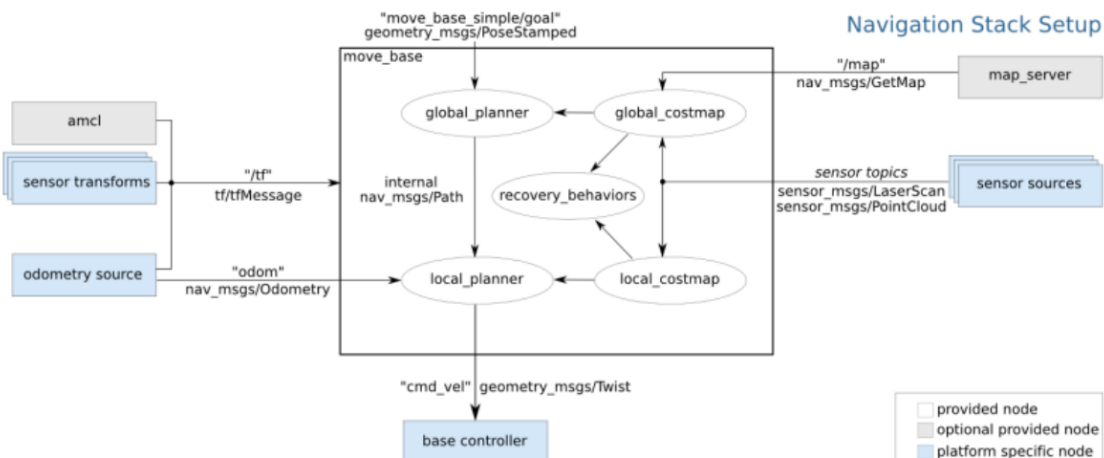 "move_base_simple/goal"
geometry_msgs/PoseStamped
Navigation Stack Setup
move_base
"/map"
nav_msgs/GetMap
map_server
amcl
global_planner
global_costmap
sensor transforms
"/tf"
tf/tfMessage
internal
nav_msgs/Path
recovery_behaviors
sensor topics
sensor_msgs/LaserScan
sensor_msgs/PointCloud
sensor sources
odometry source
"odom"
nav_msgs/Odometry
local_planner
local_costmap
"cmd_vel" geometry_msgs/Twist
base controller
provided node
optional provided node
platform specific node